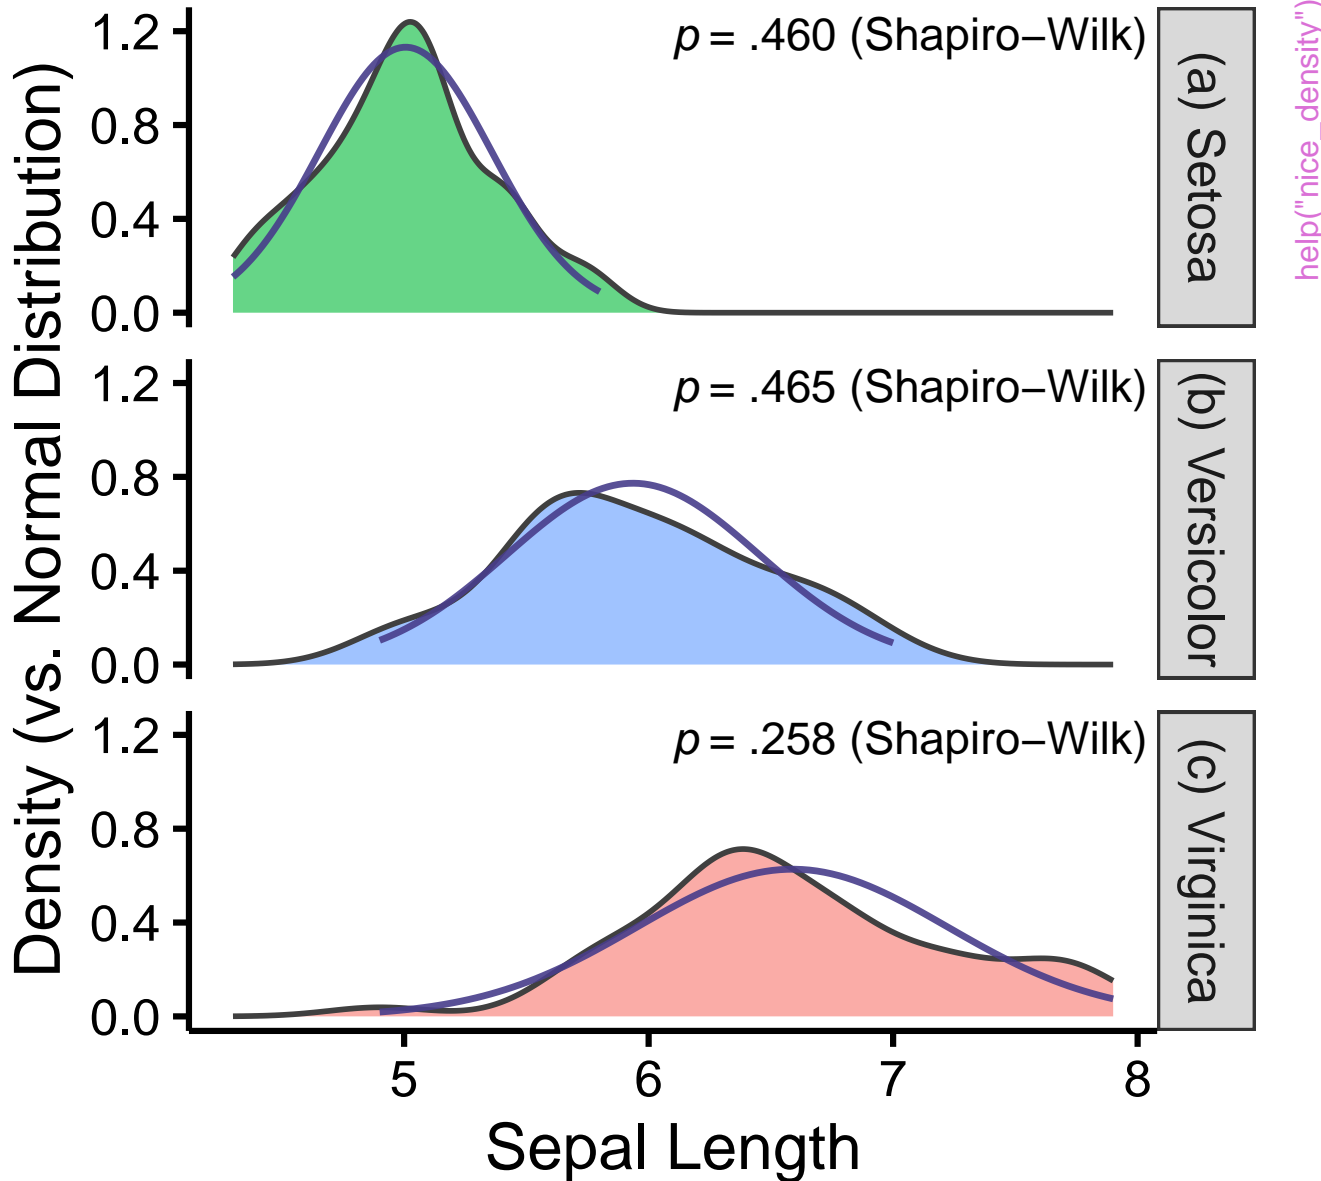 Density (vs. Normal Distribution)
1.2
0.8
0.4
0.0
p = .460 (Shapiro−Wilk)
(a) Setosa
help("nice_density")
1.2
0.8
0.4
0.0
p = .465 (Shapiro−Wilk)
(b) Versicolor
1.2
0.8
0.4
0.0
p = .258 (Shapiro−Wilk)
(c) Virginica
5 6 7 8
Sepal Length